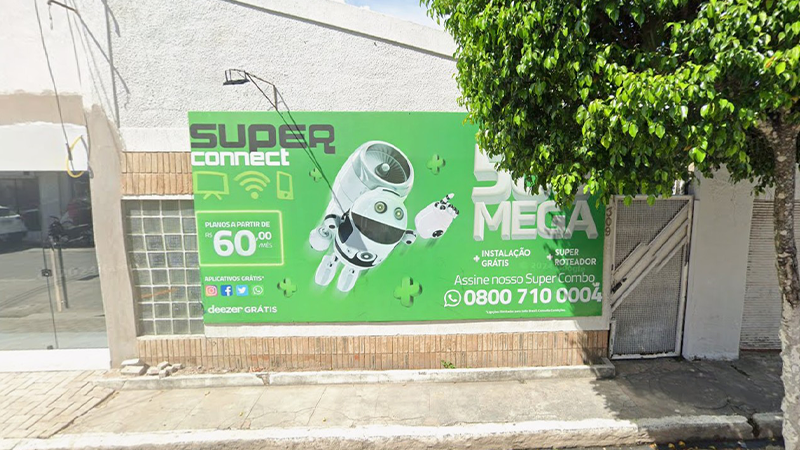 SUPER
connect
PLANOS A PARTIR DE
R$ 60,00
/MÊS
APLICATIVOS GRÁTIS*
deezer GRÁTIS
MEGA
+ INSTALAÇÃO
GRÁTIS
+ SUPER
ROTEADOR
Assine nosso Super Combo
0800 710 0004